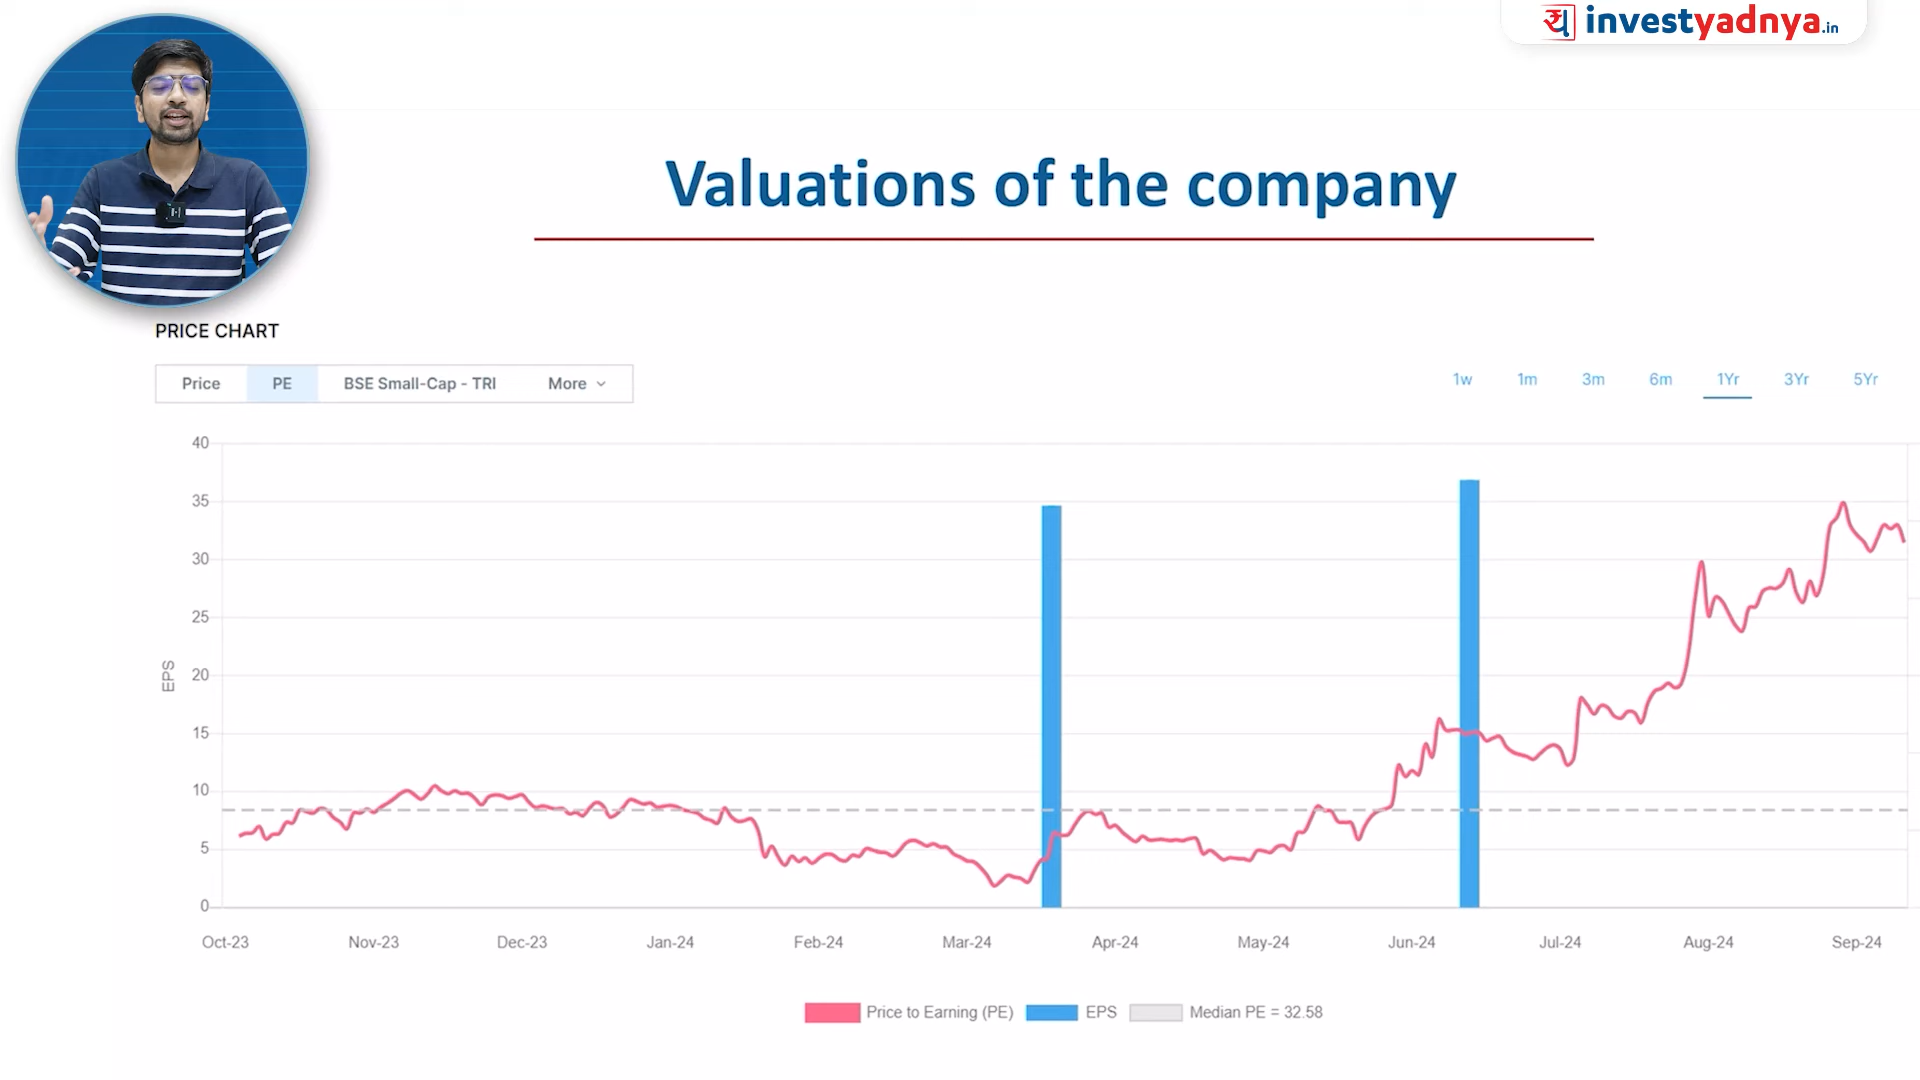 investyadnya.in
Valuations of the company
PRICE CHART
Price PE BSE Small-Cap - TRI More
1w 1m 3m 6m 1Yr 3Yr 5Yr
40
35
30
25
20
15
10
5
0
EPS
Oct-23 Nov-23 Dec-23 Jan-24 Feb-24 Mar-24 Apr-24 May-24 Jun-24 Jul-24 Aug-24 Sep-24
Price to Earning (PE) EPS Median PE = 32.58